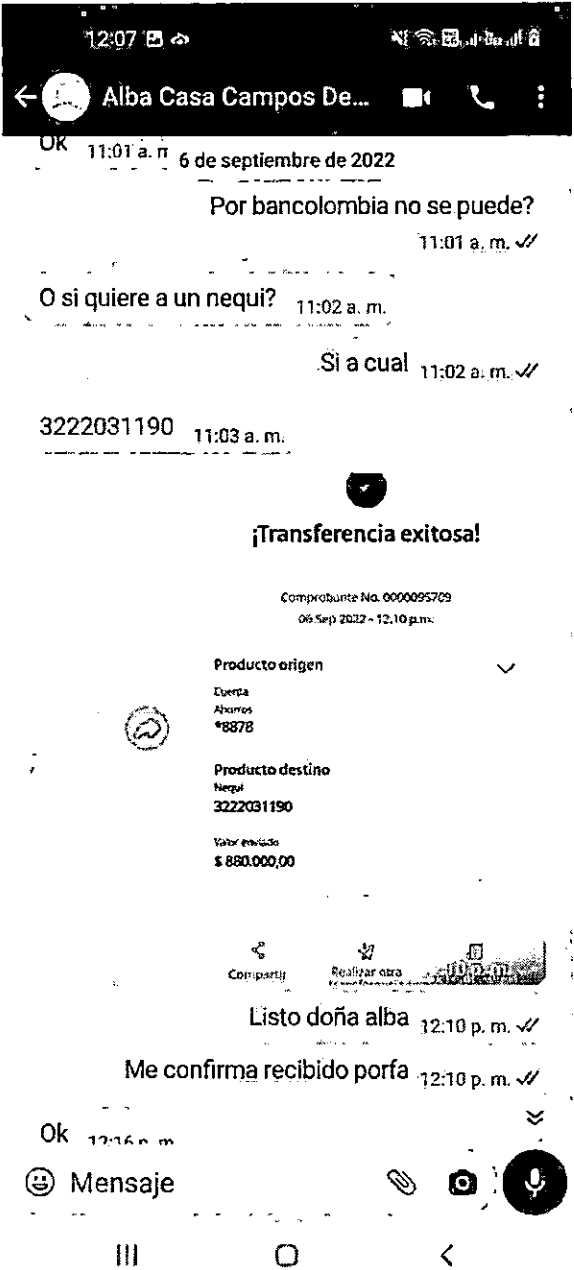 12:07
Alba Casa Campos De...
Ok 11:01 a. m
6 de septiembre de 2022
Por bancolombia no se puede?
11:01 a. m.
O si quiere a un nequi? 11:02 a. m.
Si a cual 11:02 a. m.
3222031190 11:03 a. m.
¡Transferencia exitosa!
Comprobante No. 0000095709
06 Sep 2022 - 12:10 p.m.
Producto origen
Cuenta
Ahorros
*8878
Producto destino
Nequi
3222031190
Valor enviado
$ 880.000,00
Compartir
Realizar otra
p. m.
Listo doña alba 12:10 p. m.
Me confirma recibido porfa 12:10 p. m.
Ok 12:16 p. m
Mensaje